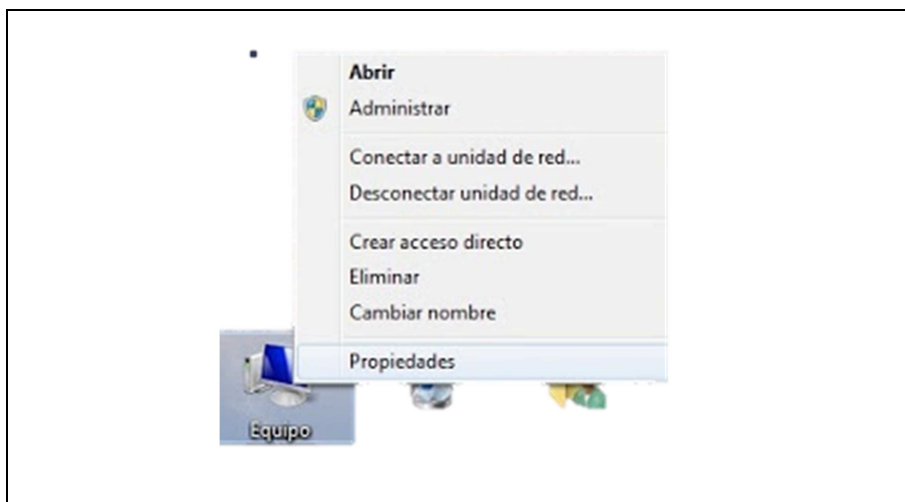 Abrir
Administrar
Conectar a unidad de red...
Desconectar unidad de red...
Crear acceso directo
Eliminar
Cambiar nombre
Propiedades
Equipo